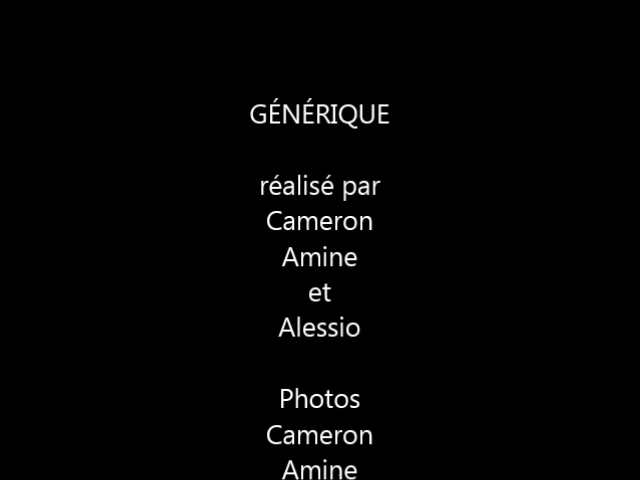 GÉNÉRIQUE
réalisé par
Cameron
Amine
et
Alessio
Photos
Cameron
Amine